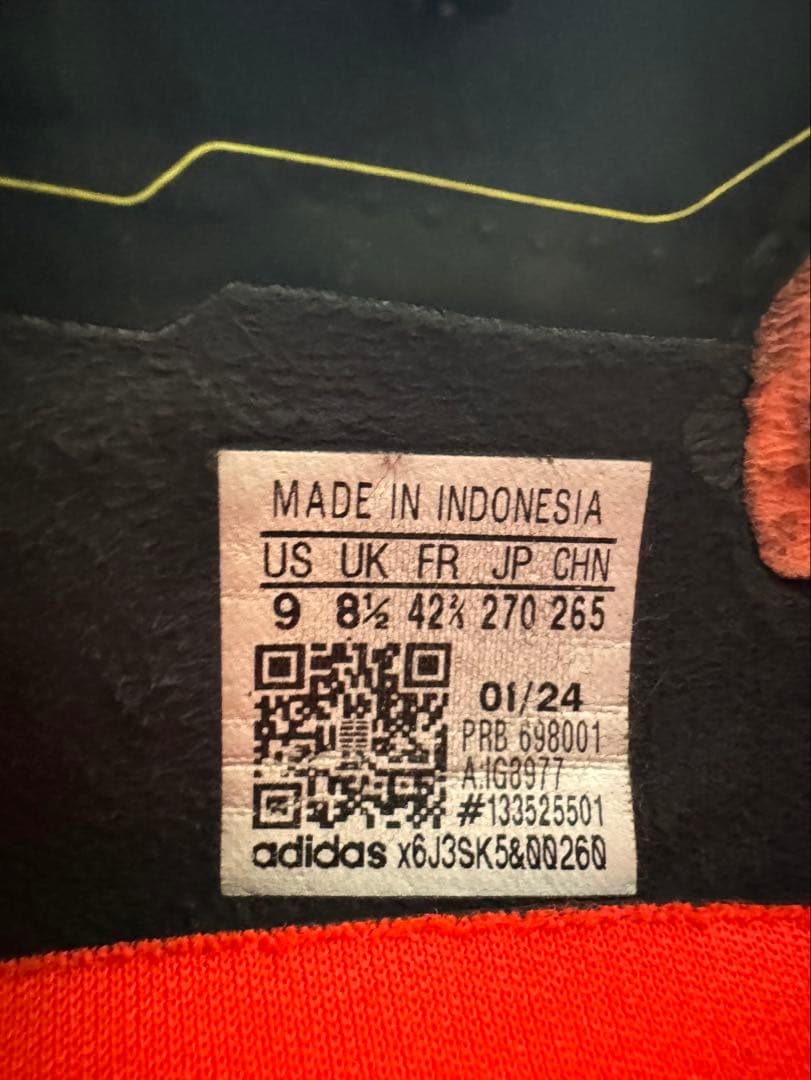 MADE IN INDONESIA
US UK FR JP CHN
9 8½ 42⅔ 270 265
01/24
PRB 698001
#133525501
adidas x6J3SK5&00260